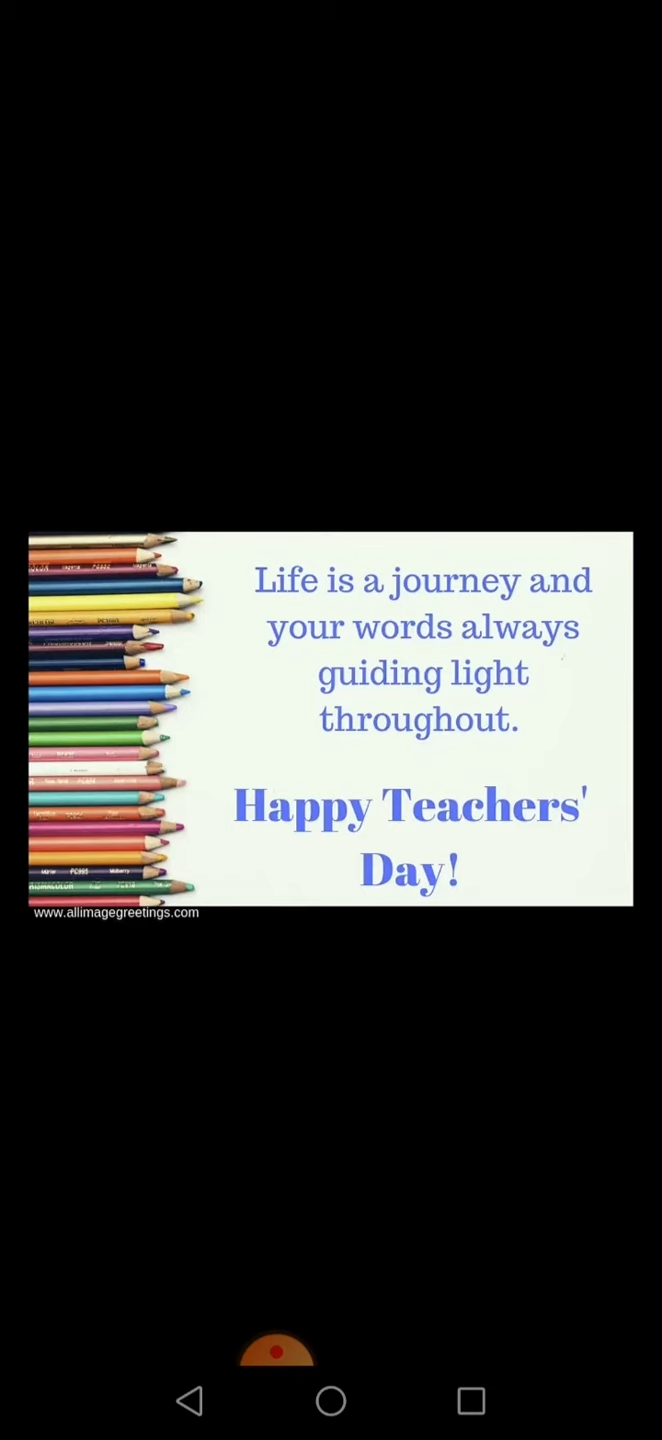 Life is a journey and
your words always
guiding light
throughout.
Happy Teachers'
Day!
www.allimagegreetings.com